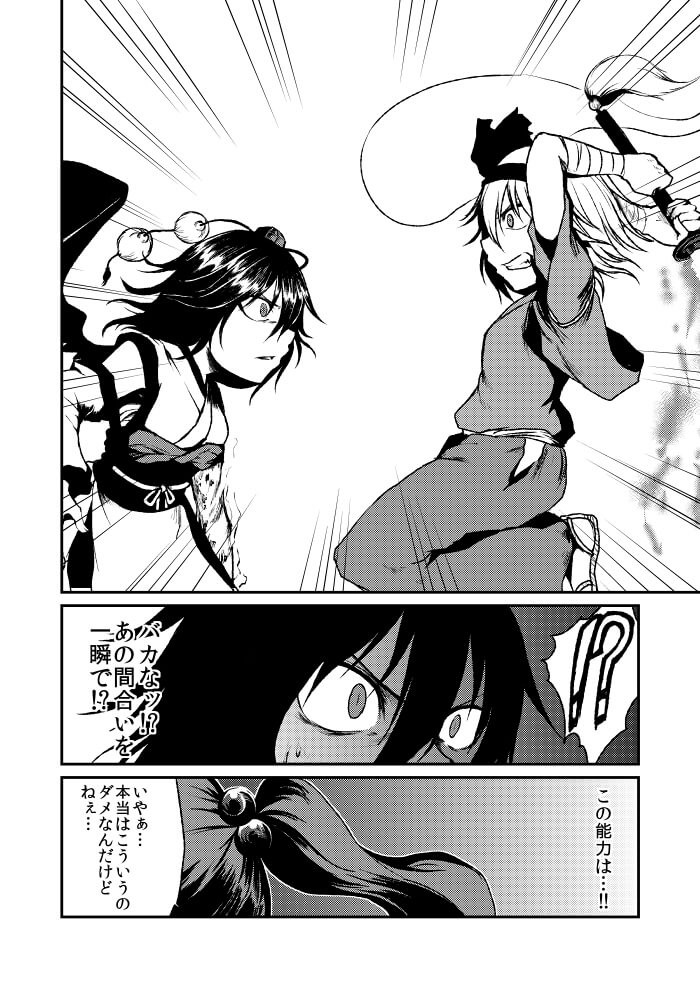 !?
バカなッ!?
あの間合いを
一瞬で!?
この能力は…!!
いやぁ…
本当はこういうの
ダメなんだけど
ねぇ…